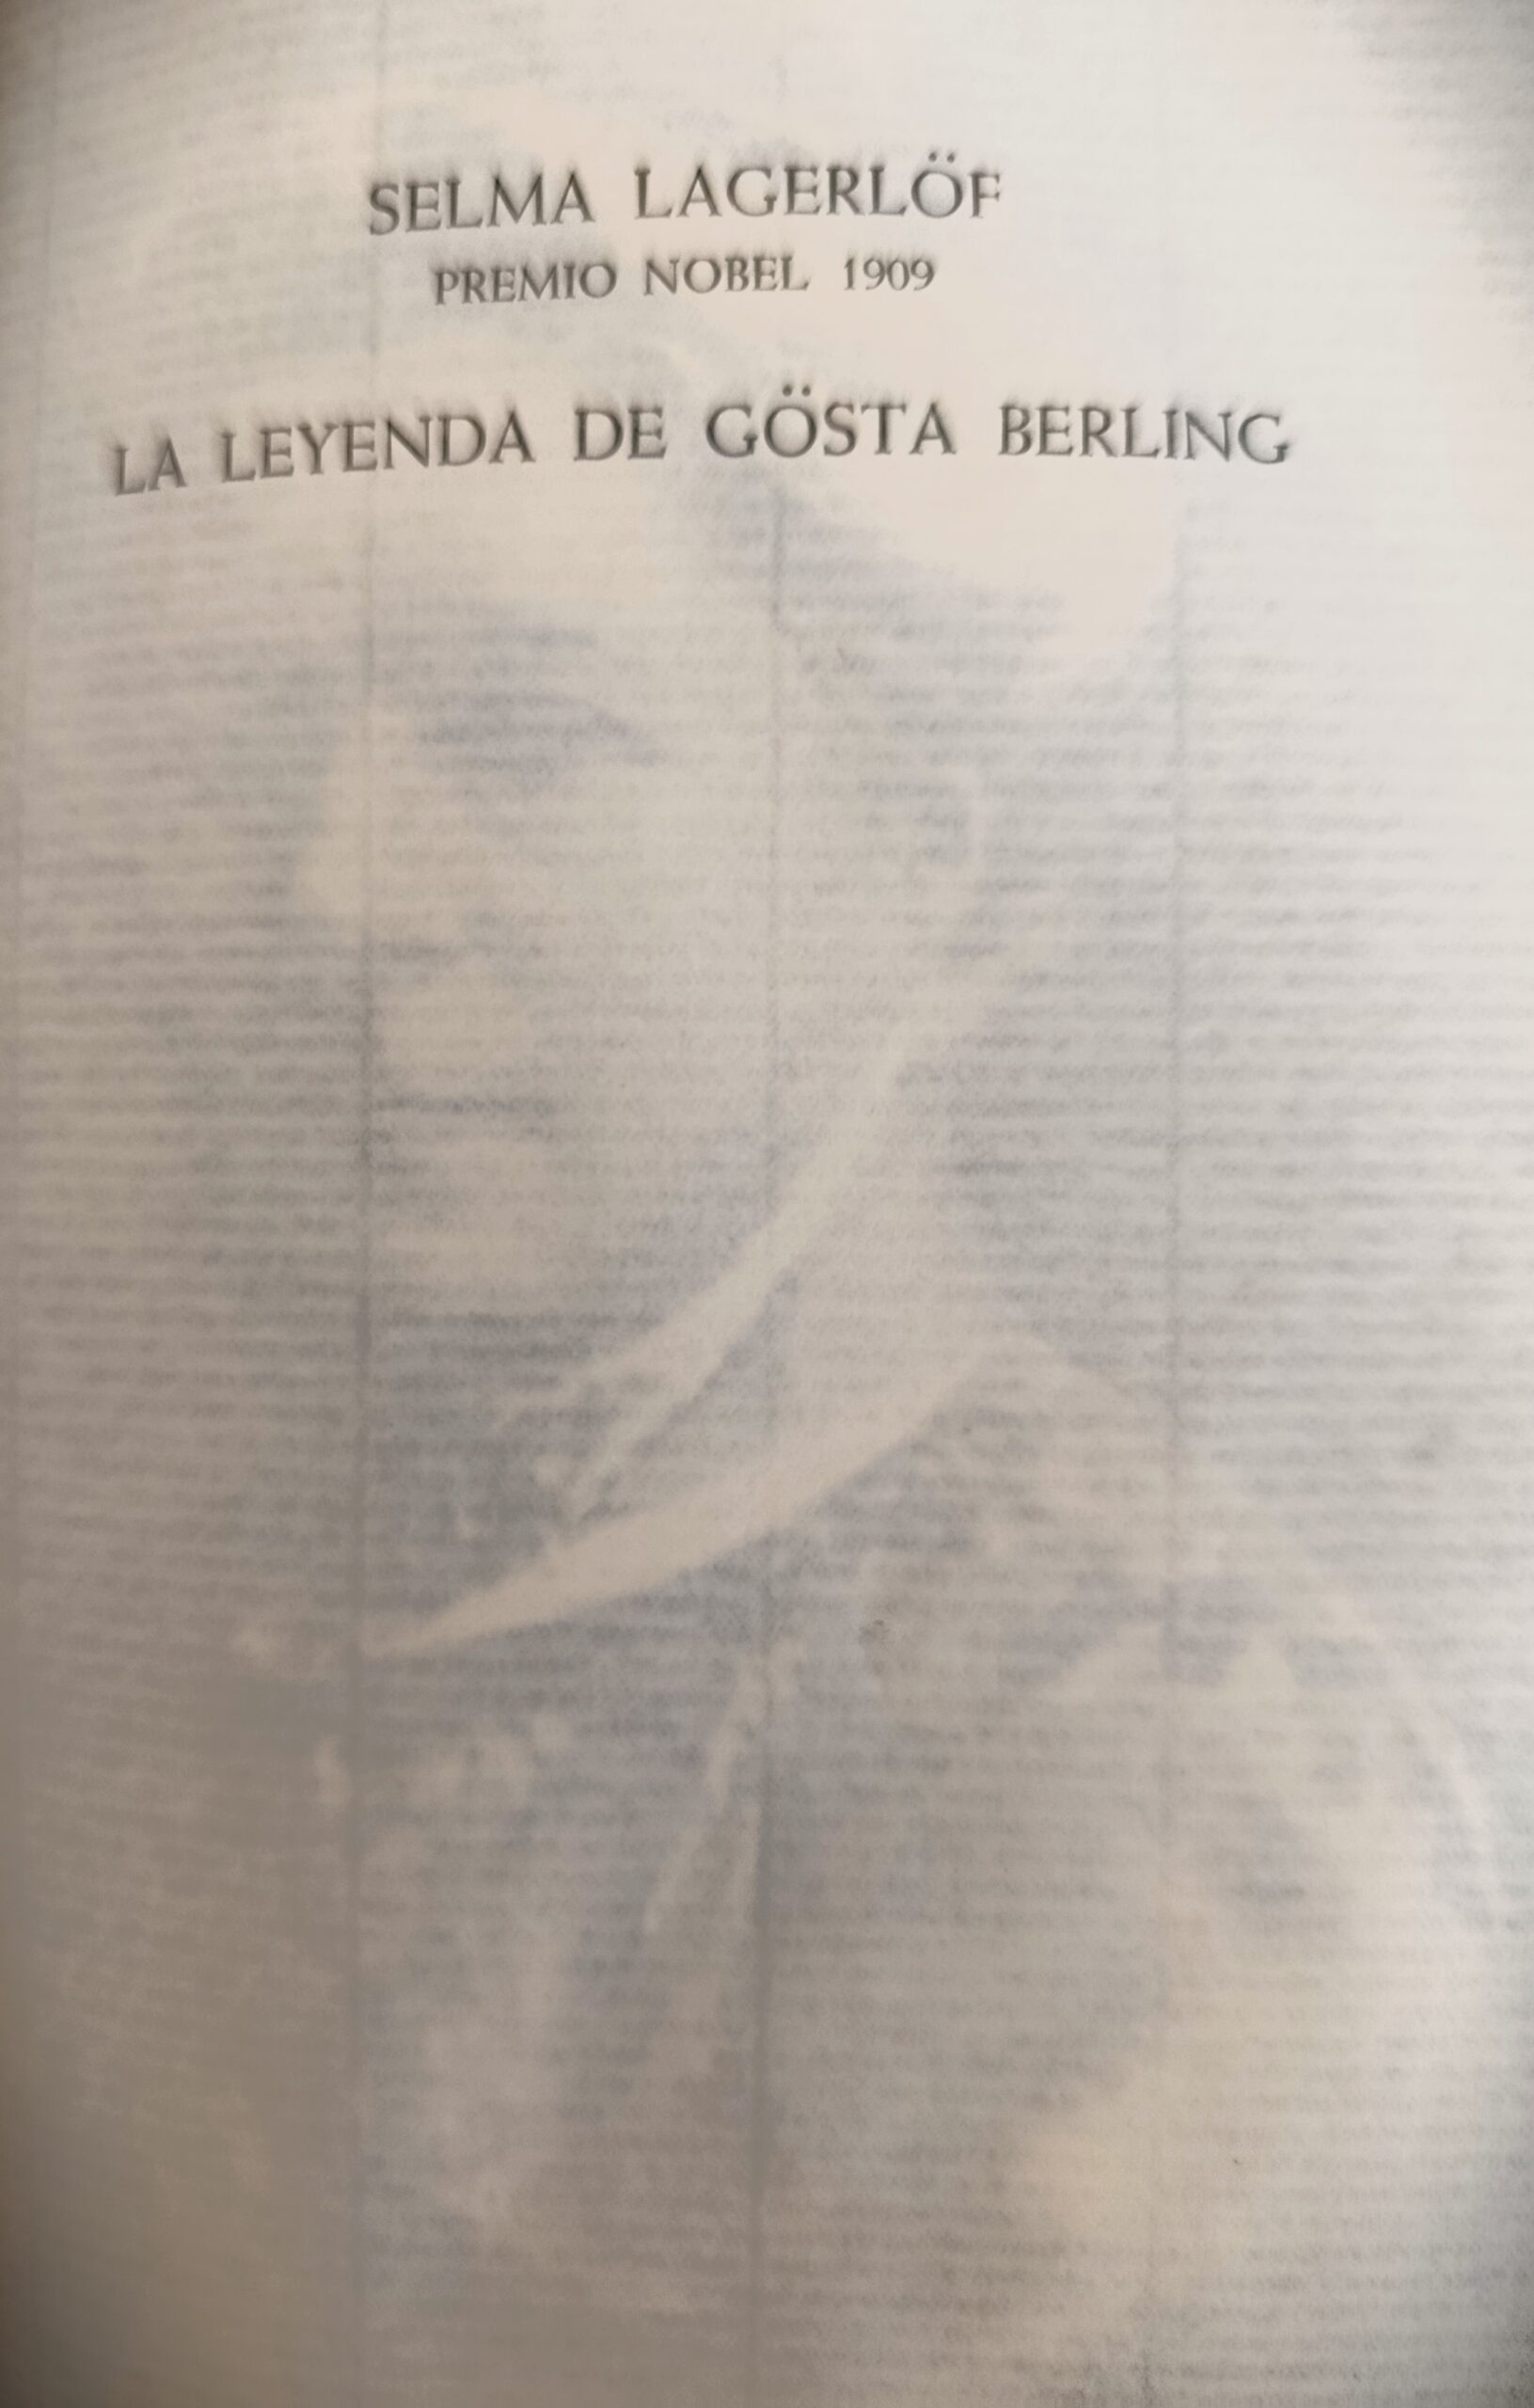 SELMA LAGERLÖF
PREMIO NOBEL 1909
LA LEYENDA DE GÖSTA BERLING